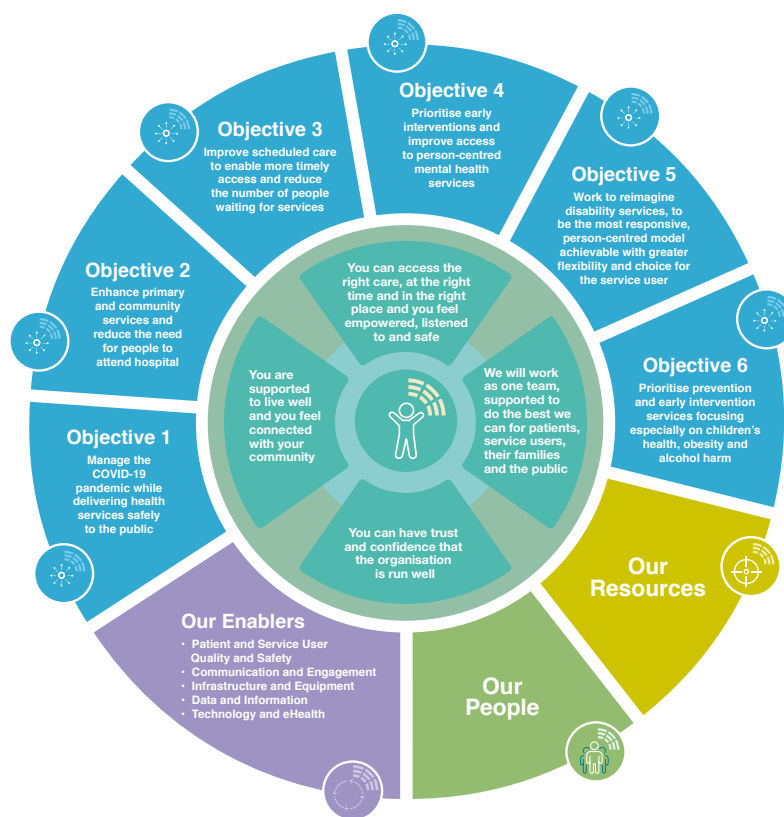 Objective 1
Manage the
COVID-19
pandemic while
delivering health
services safely
to the public
Objective 2
Enhance primary
and community
services and
reduce the need
for people to
attend hospital
Objective 3
Improve scheduled care
to enable more timely
access and reduce
the number of people
waiting for services
Objective 4
Prioritise early
interventions and
improve access
to person-centred
mental health
services
Objective 5
Work to reimagine
disability services, to
be the most responsive,
person-centred model
achievable with greater
flexibility and choice for
the service user
Objective 6
Prioritise prevention
and early intervention
services focusing
especially on children's
health, obesity and
alcohol harm
Our
Resources
Our
People
Our Enablers
• Patient and Service User
Quality and Safety
• Communication and Engagement
• Infrastructure and Equipment
• Data and Information
• Technology and eHealth
You can access the
right care, at the right
time and in the right
place and you feel
empowered, listened
to and safe
We will work
as one team,
supported to
do the best we
can for patients,
service users,
their families
and the public
You can have trust
and confidence that
the organisation
is run well
You are
supported
to live well
and you feel
connected
with your
community